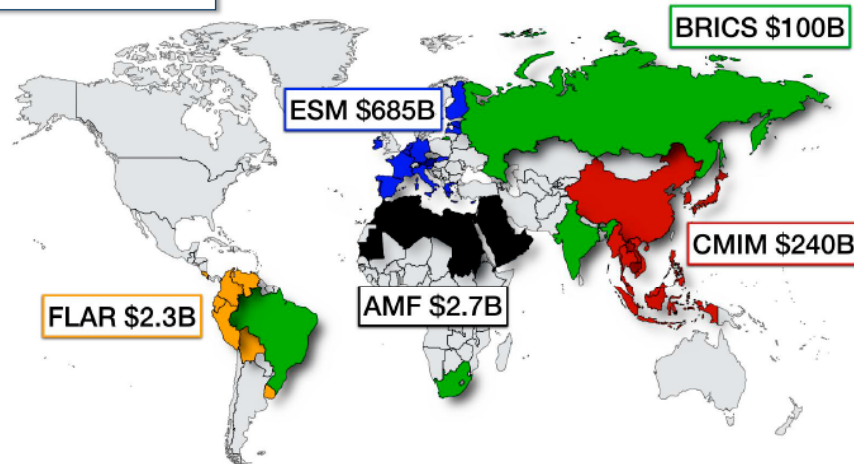 BRICS $100B
ESM $685B
CMIM $240B
AMF $2.7B
FLAR $2.3B